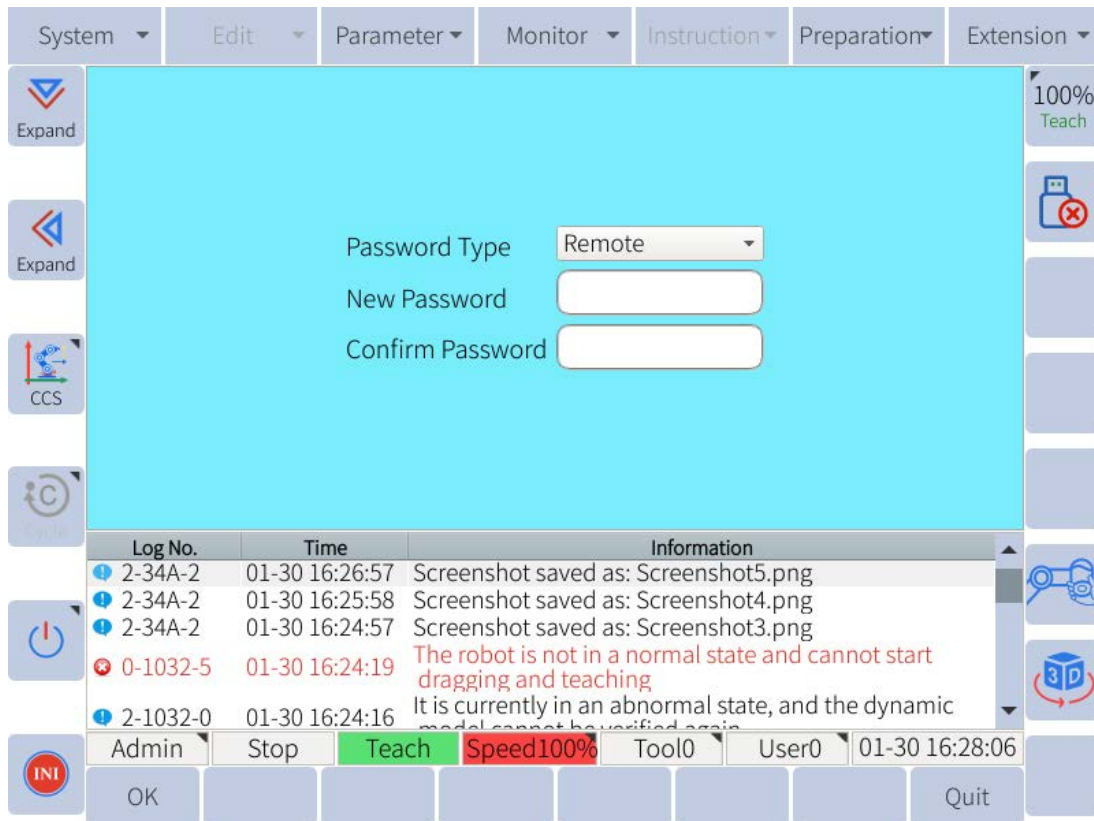 System Edit Parameter Monitor Instruction Preparation Extension
Expand
100%
Teach
Expand
Password Type Remote
New Password
Confirm Password
CCS
C
Log No. Time Information
2-34A-2 01-30 16:26:57 Screenshot saved as: Screenshot5.png
2-34A-2 01-30 16:25:58 Screenshot saved as: Screenshot4.png
2-34A-2 01-30 16:24:57 Screenshot saved as: Screenshot3.png
0-1032-5 01-30 16:24:19 The robot is not in a normal state and cannot start
dragging and teaching
2-1032-0 01-30 16:24:16 It is currently in an abnormal state, and the dynamic
model cannot be verified again
3D
Admin Stop Teach Speed100% Tool0 User0 01-30 16:28:06
INI
OK Quit